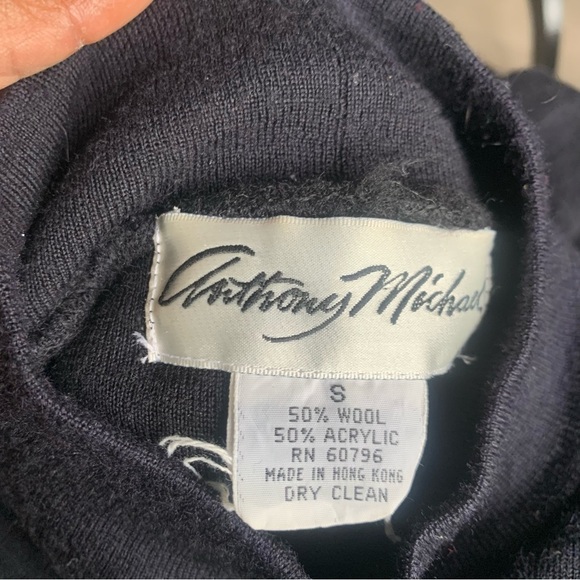 Anthony Michael
S
50% WOOL
50% ACRYLIC
RN 60796
MADE IN HONG KONG
DRY CLEAN